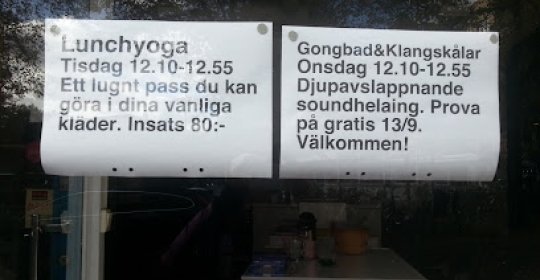 Lunchyoga
Tisdag 12.10-12.55
Ett lugnt pass du kan
göra i dina vanliga
kläder. Insats 80:-
Gongbad&Klangskålar
Onsdag 12.10-12.55
Djupavslappnande
soundhelaing. Prova
på gratis 13/9.
Välkommen!